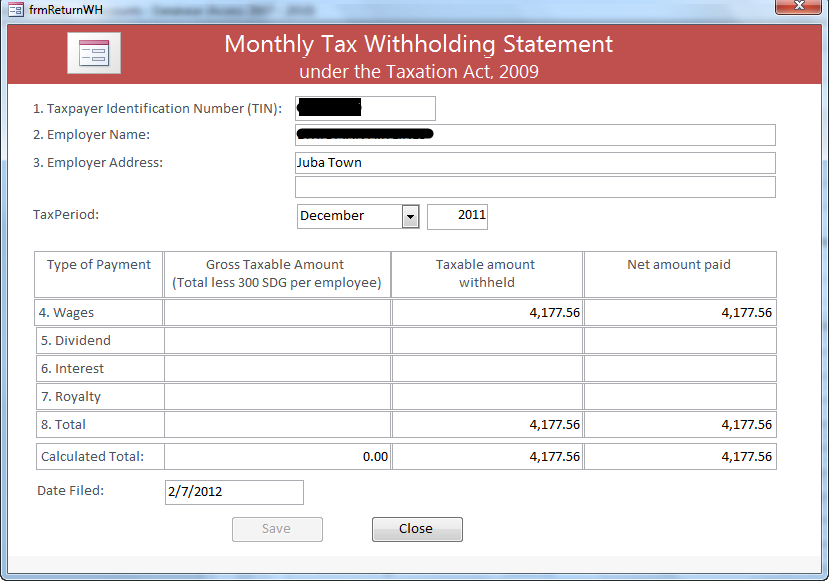 frmReturnWH
Monthly Tax Withholding Statement
under the Taxation Act, 2009
1. Taxpayer Identification Number (TIN):
2. Employer Name:
3. Employer Address: Juba Town
TaxPeriod: December 2011
Type of Payment Gross Taxable Amount Taxable amount Net amount paid
(Total less 300 SDG per employee) withheld
4. Wages 4,177.56 4,177.56
5. Dividend
6. Interest
7. Royalty
8. Total 4,177.56 4,177.56
Calculated Total: 0.00 4,177.56 4,177.56
Date Filed: 2/7/2012
Save Close